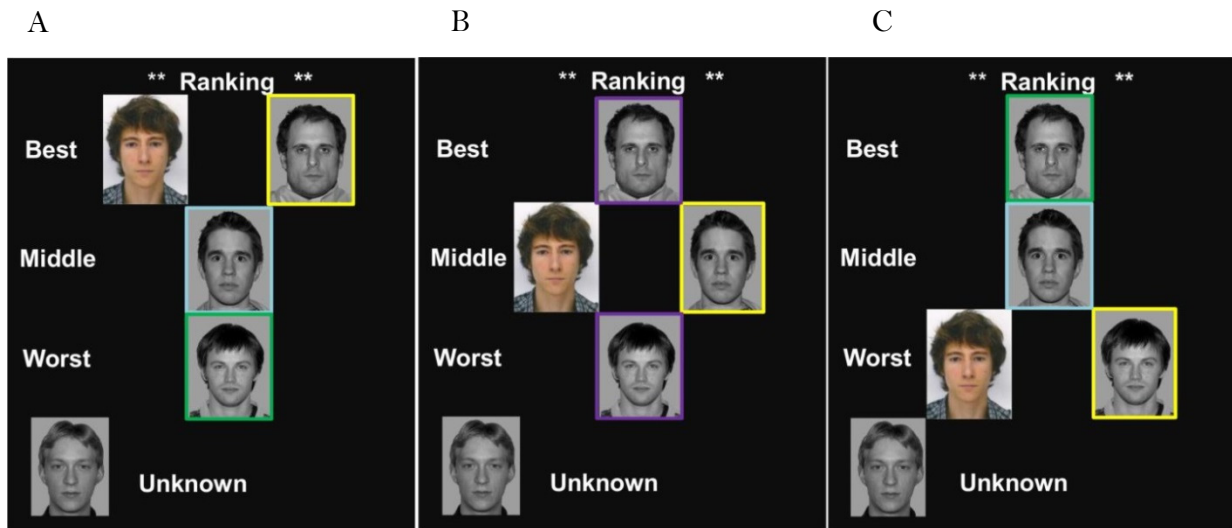 A
B
C
** Ranking **
Best
Middle
Worst
Unknown
** Ranking **
Best
Middle
Worst
Unknown
** Ranking **
Best
Middle
Worst
Unknown